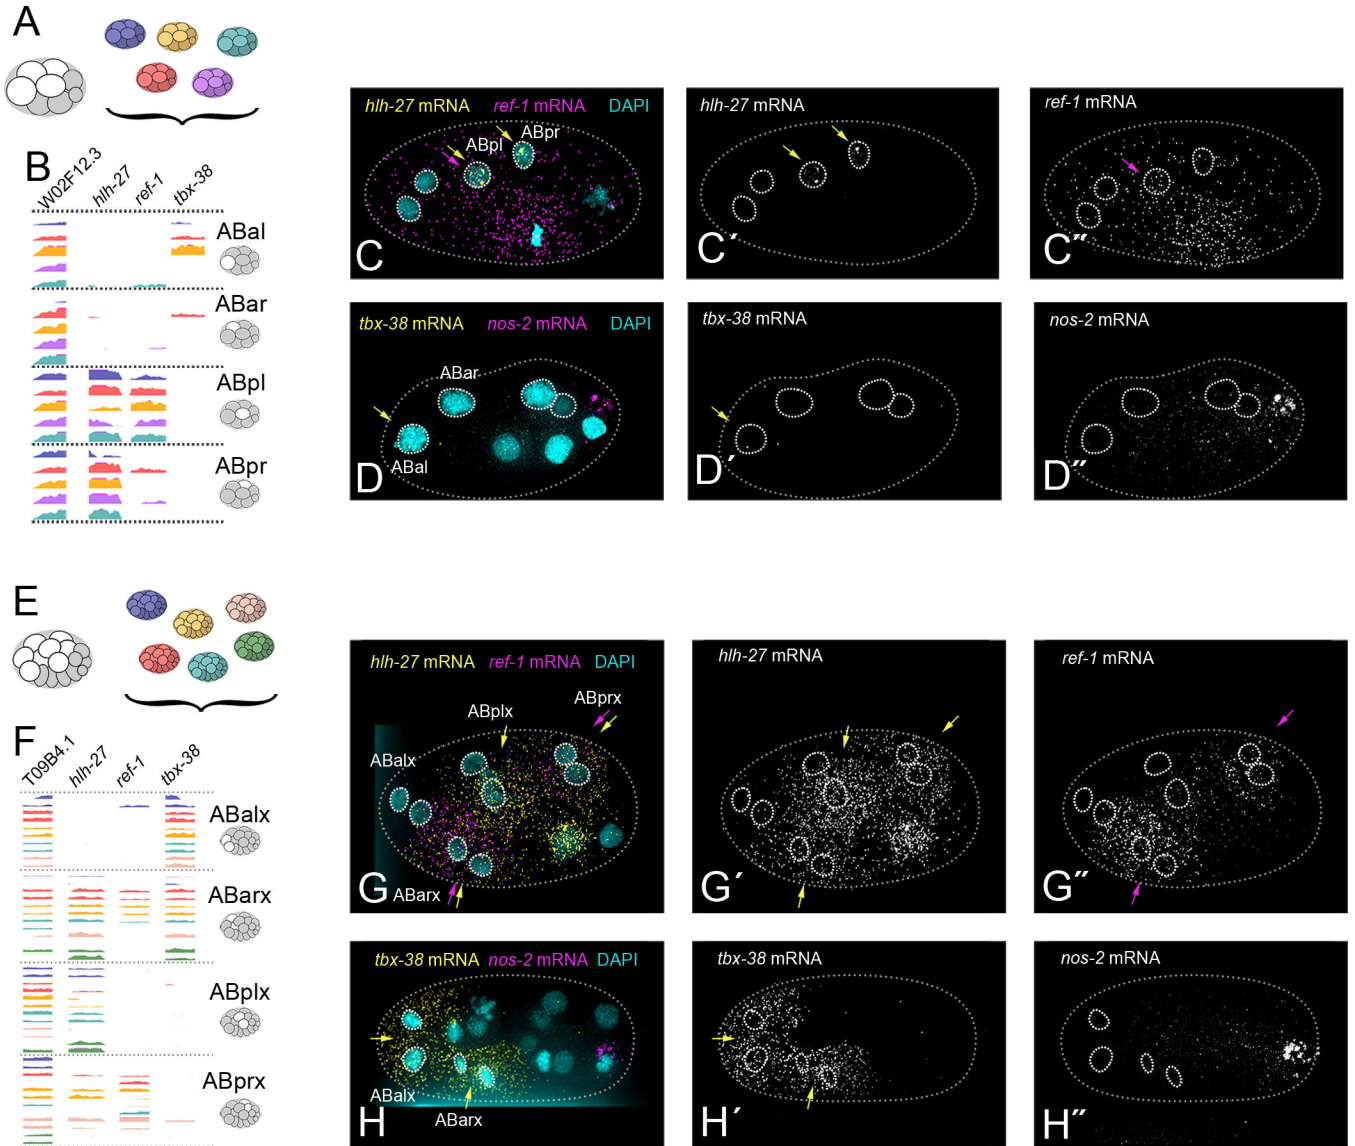 A
B
W02F12.3 hlh-27 ref-1 tbx-38
ABal
ABar
ABpl
ABpr
hlh-27 mRNA ref-1 mRNA DAPI
ABpr
ABpl
C
hlh-27 mRNA
C´
ref-1 mRNA
C˝
tbx-38 mRNA nos-2 mRNA DAPI
ABar
ABal
D
tbx-38 mRNA
D´
nos-2 mRNA
D˝
E
F
T09B4.1 hlh-27 ref-1 tbx-38
ABalx
ABarx
ABplx
ABprx
hlh-27 mRNA ref-1 mRNA DAPI
ABprx
ABplx
ABalx
ABarx
G
hlh-27 mRNA
G´
ref-1 mRNA
G˝
tbx-38 mRNA nos-2 mRNA DAPI
ABalx
ABarx
H
tbx-38 mRNA
H´
nos-2 mRNA
H˝